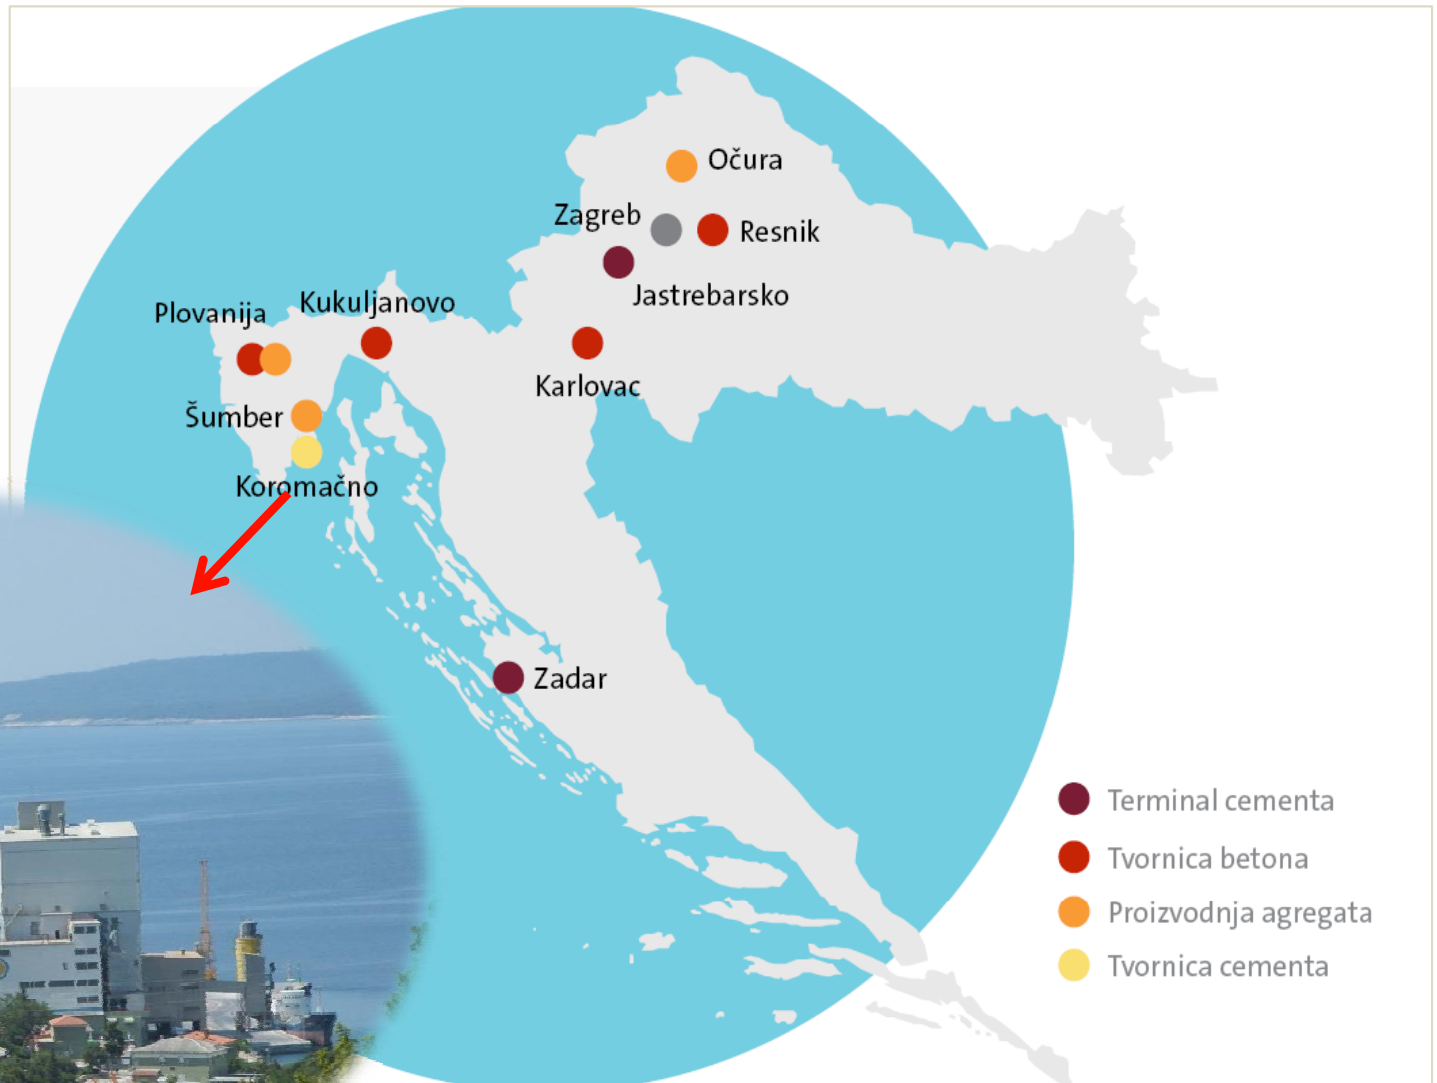 Očura
Zagreb
Resnik
Jastrebarsko
Plovanija
Kukuljanovo
Karlovac
Šumber
Koromačno
Zadar
Terminal cementa
Tvornica betona
Proizvodnja agregata
Tvornica cementa